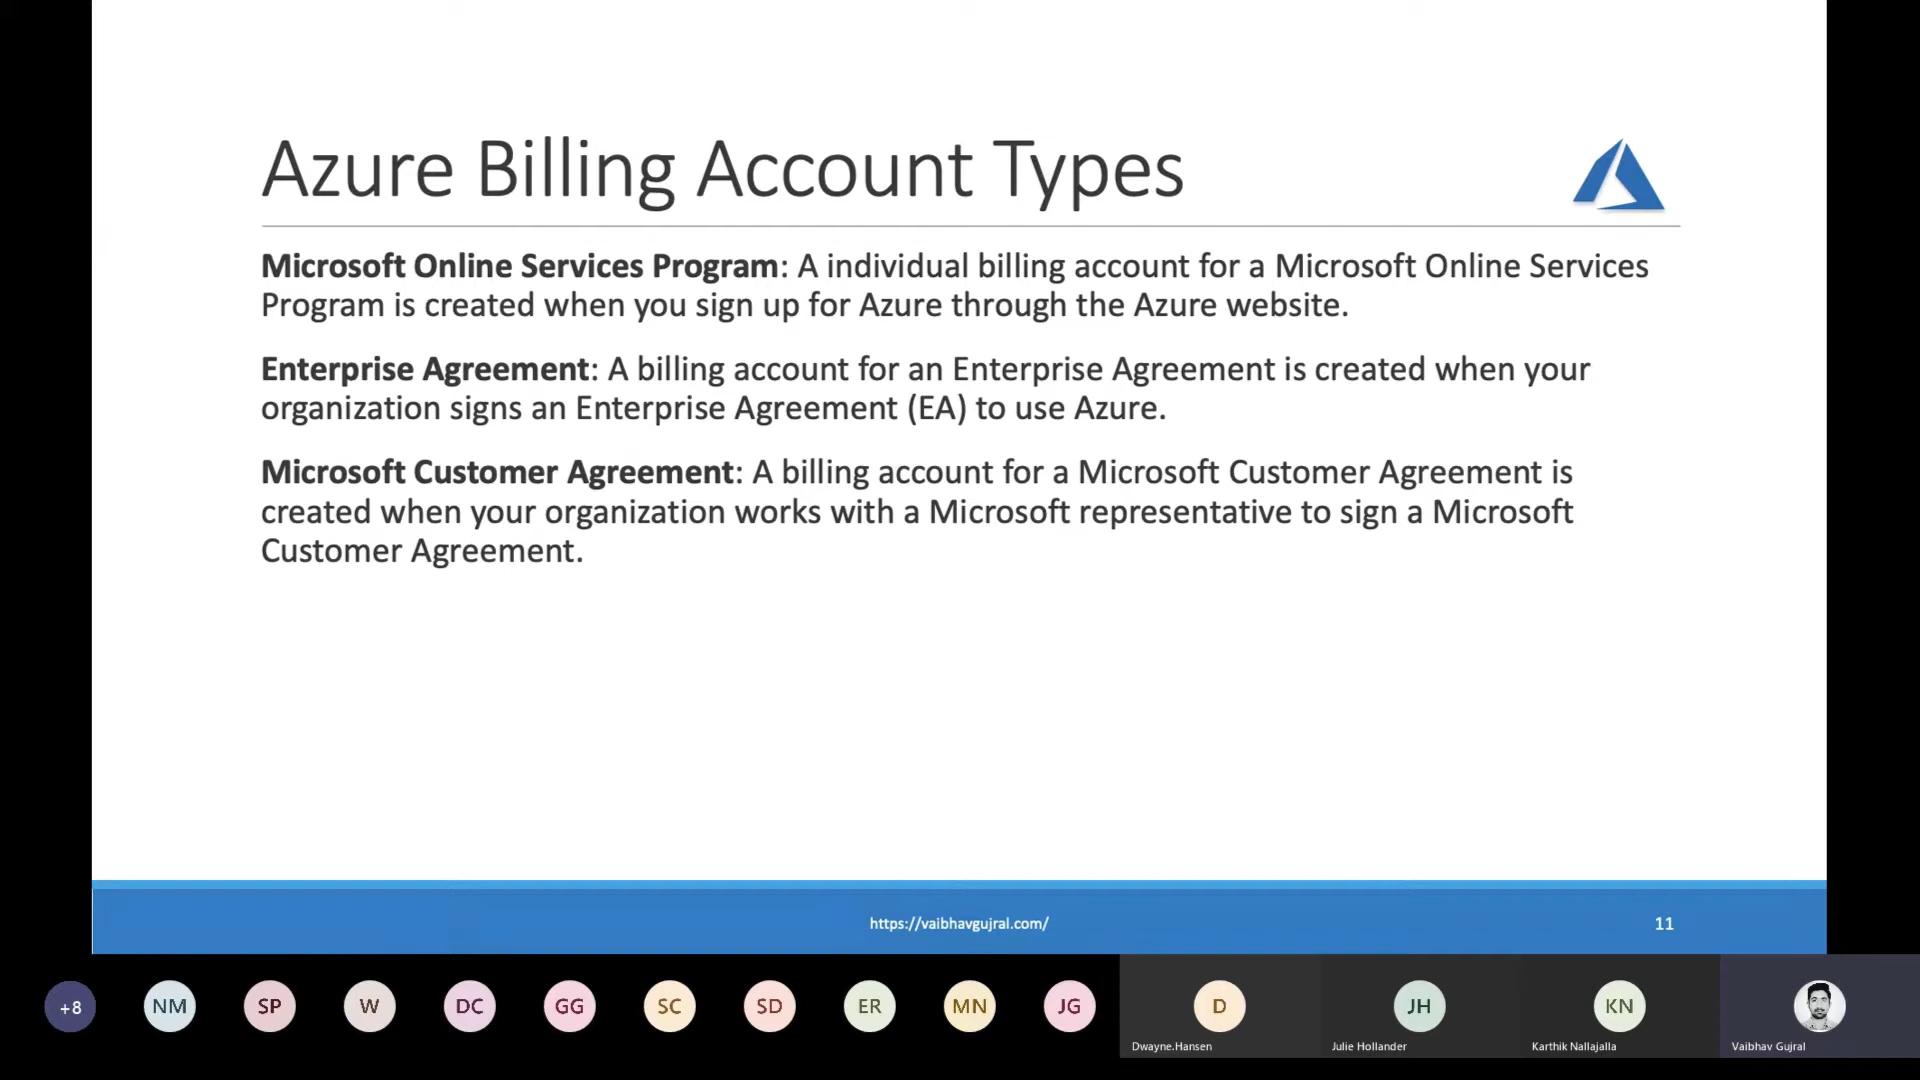 Azure Billing Account Types
Microsoft Online Services Program: A individual billing account for a Microsoft Online Services
Program is created when you sign up for Azure through the Azure website.
Enterprise Agreement: A billing account for an Enterprise Agreement is created when your
organization signs an Enterprise Agreement (EA) to use Azure.
Microsoft Customer Agreement: A billing account for a Microsoft Customer Agreement is
created when your organization works with a Microsoft representative to sign a Microsoft
Customer Agreement.
https://vaibhavgujral.com/ 11
+8 NM SP W DC GG SC SD ER MN JG D JH KN
Dwayne.Hansen Julie Hollander Karthik Nallajalla Vaibhav Gujral